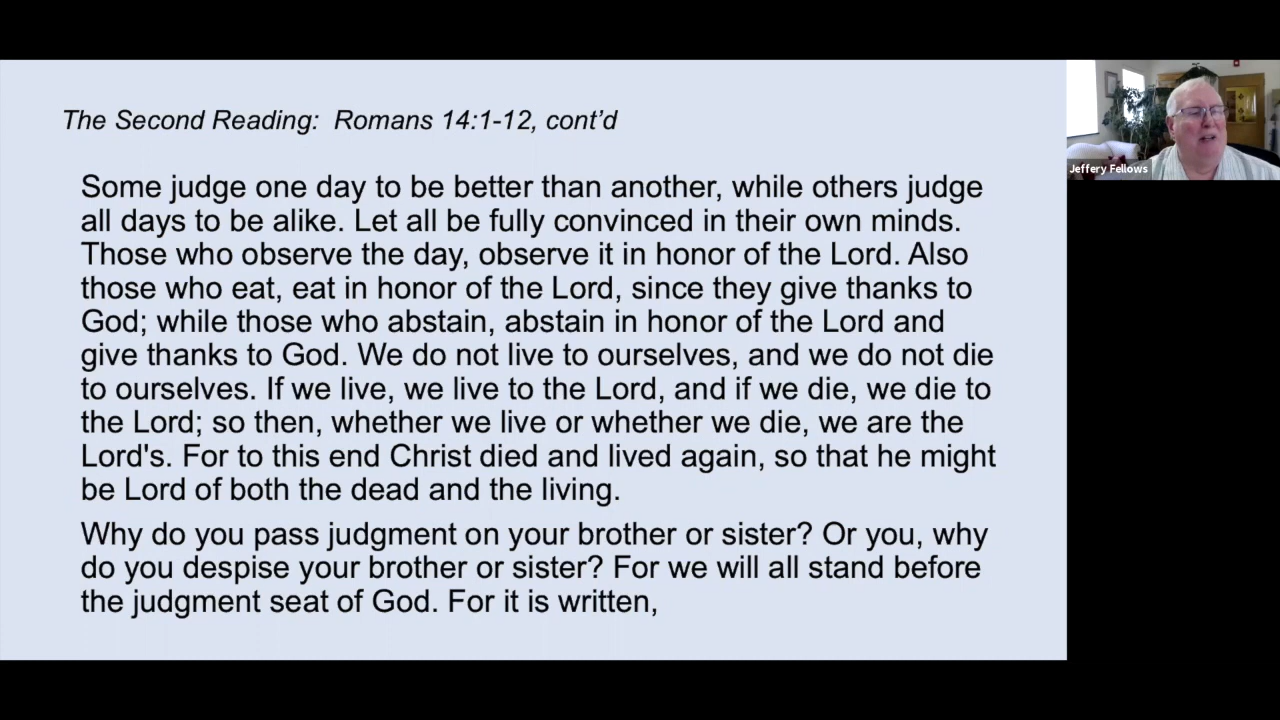 The Second Reading:  Romans 14:1-12, cont’d
Some judge one day to be better than another, while others judge
all days to be alike. Let all be fully convinced in their own minds.
Those who observe the day, observe it in honor of the Lord. Also
those who eat, eat in honor of the Lord, since they give thanks to
God; while those who abstain, abstain in honor of the Lord and
give thanks to God. We do not live to ourselves, and we do not die
to ourselves. If we live, we live to the Lord, and if we die, we die to
the Lord; so then, whether we live or whether we die, we are the
Lord's. For to this end Christ died and lived again, so that he might
be Lord of both the dead and the living.
Why do you pass judgment on your brother or sister? Or you, why
do you despise your brother or sister? For we will all stand before
the judgment seat of God. For it is written,
Jeffery Fellows